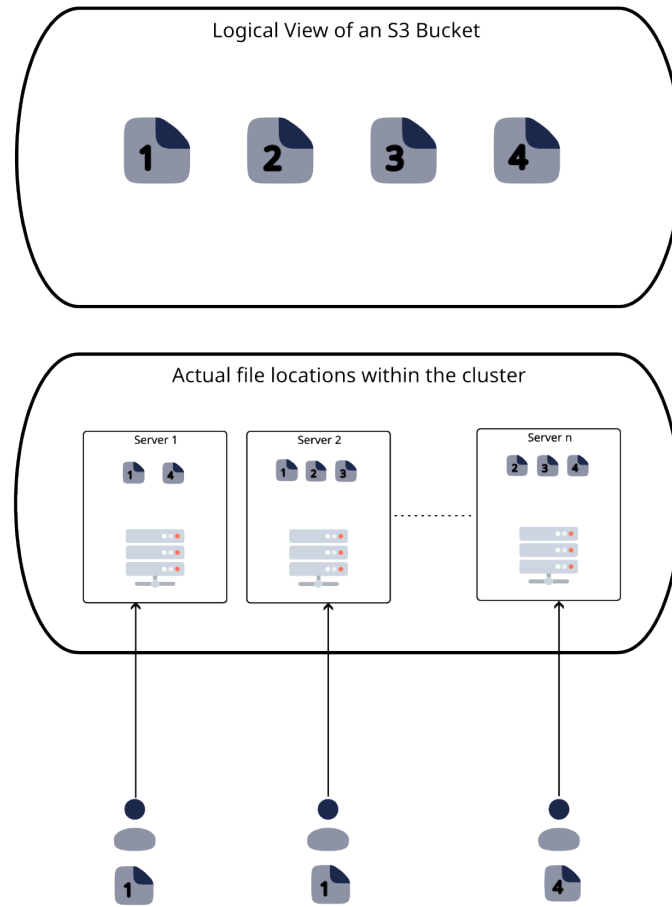 Logical View of an S3 Bucket
1 2 3 4
Actual file locations within the cluster
Server 1 Server 2 Server n
1 4 1 2 3 2 3 4
1 1 4